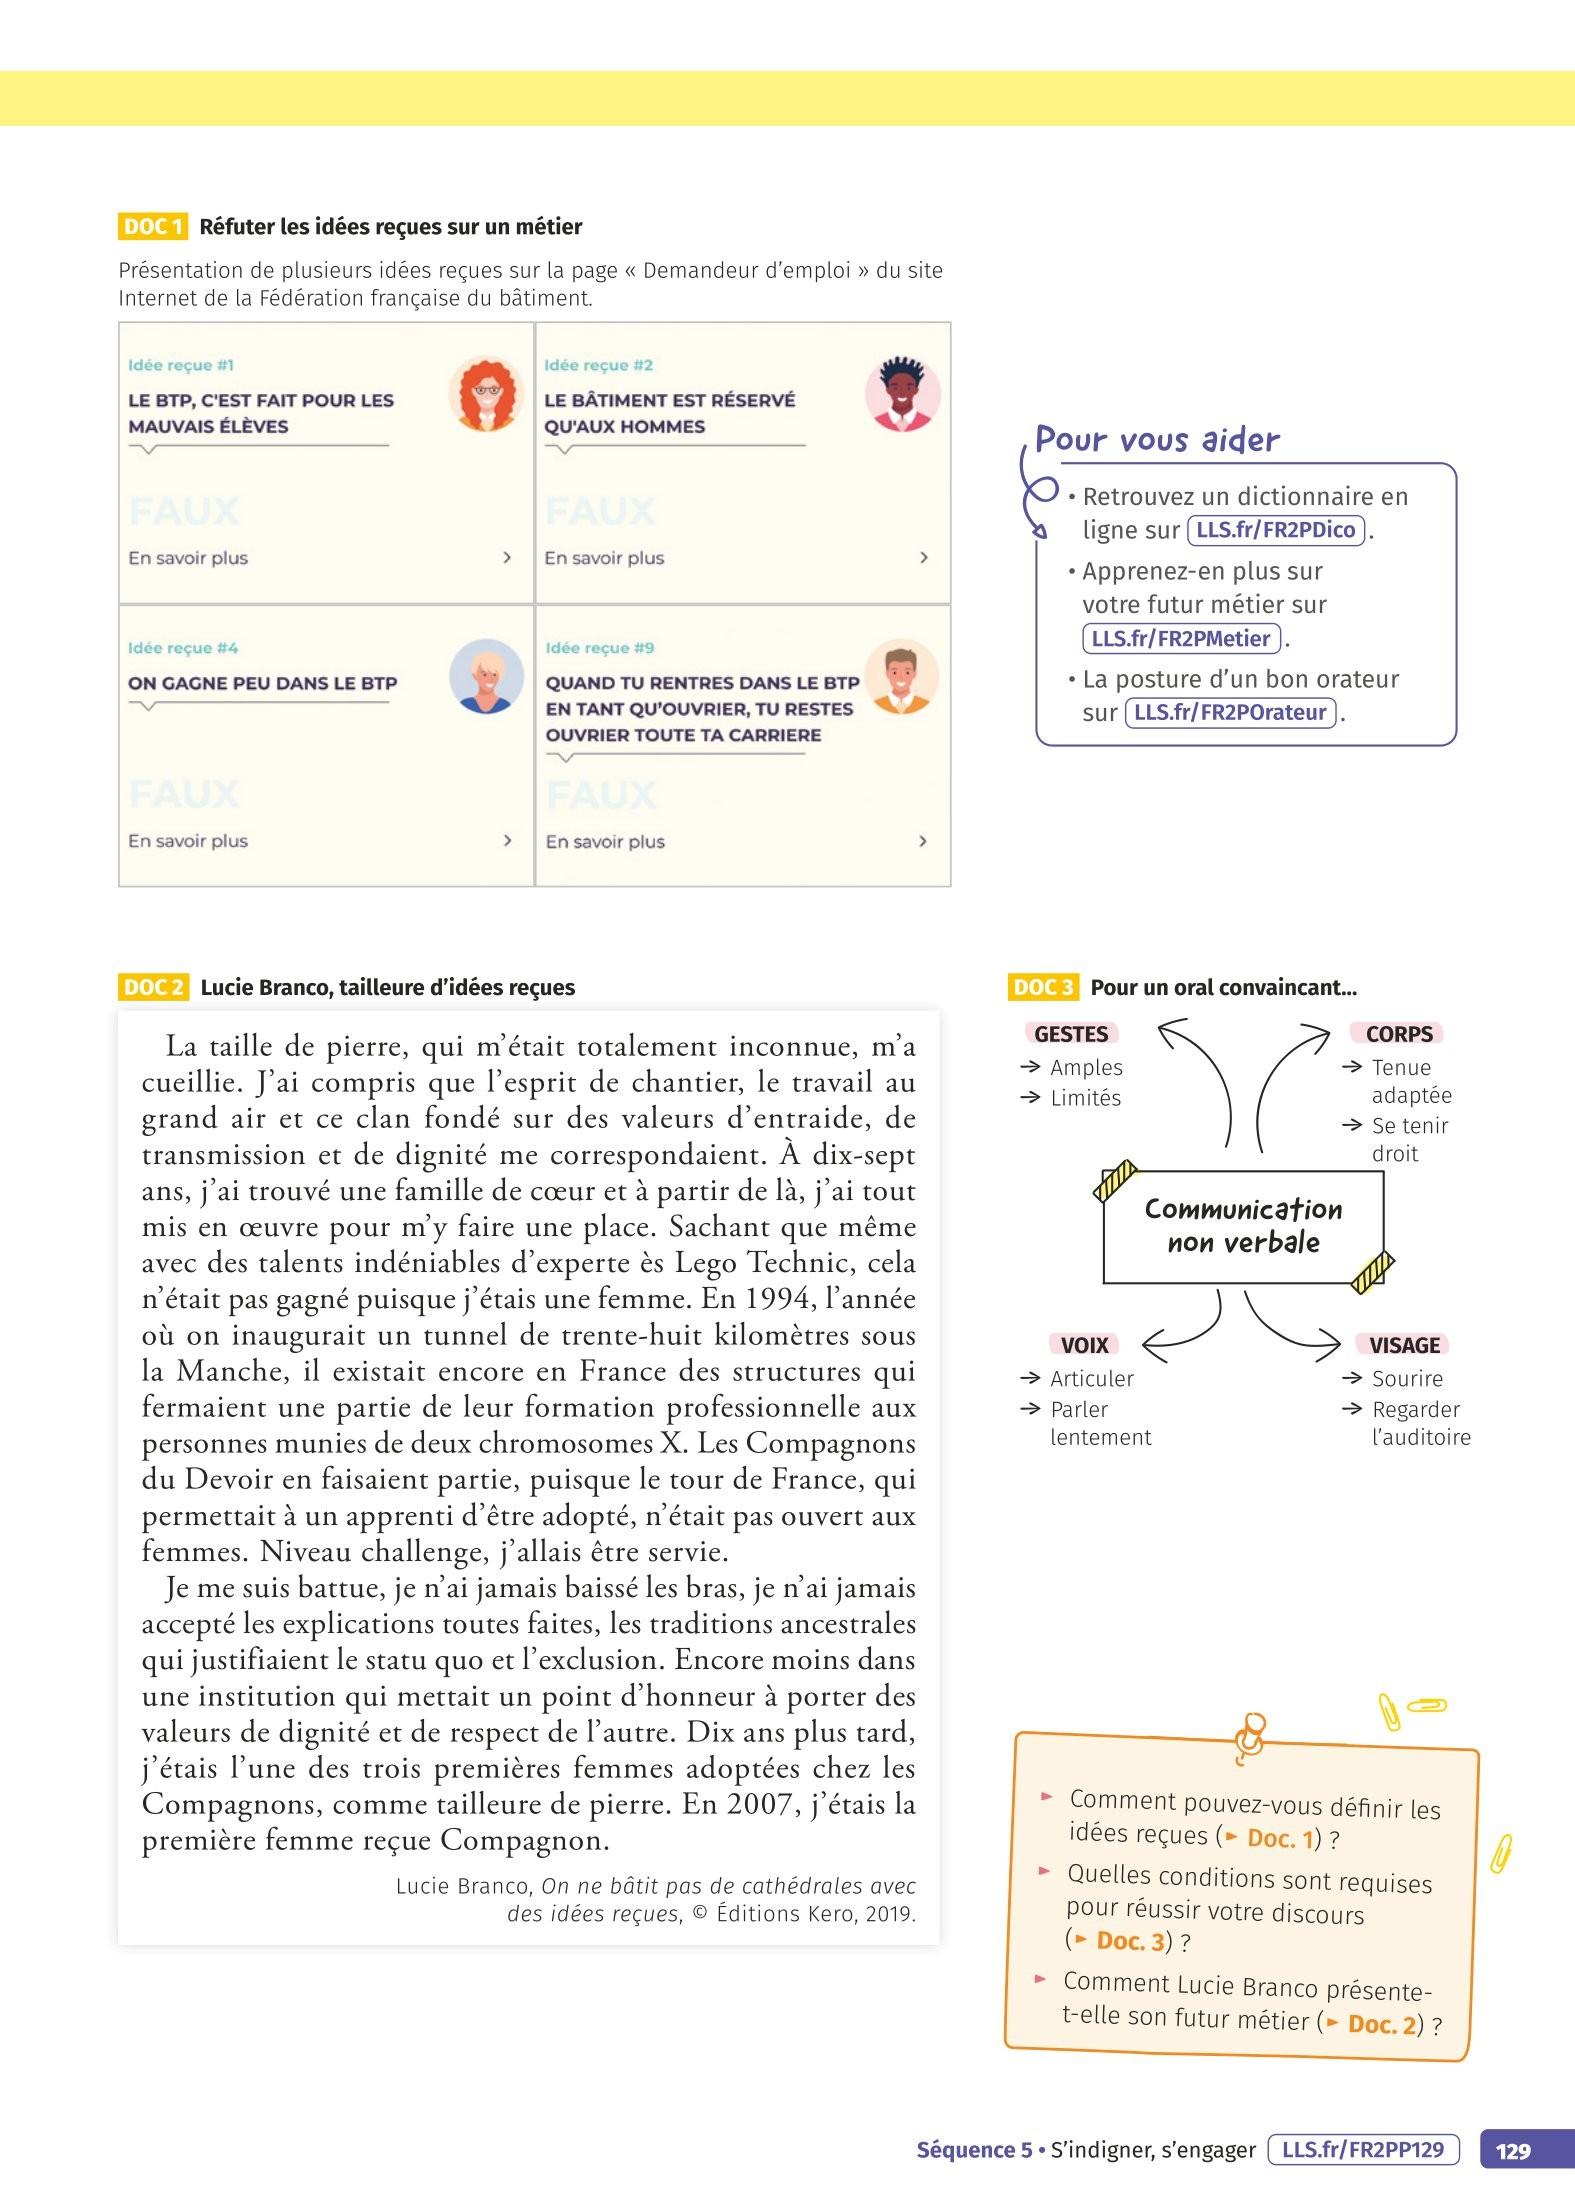 DOC 1 Réfuter les idées reçues sur un métier
Présentation de plusieurs idées reçues sur la page « Demandeur d’emploi » du site
Internet de la Fédération française du bâtiment.
Idée reçue #1
LE BTP, C'EST FAIT POUR LES
MAUVAIS ÉLÈVES
FAUX
En savoir plus
Idée reçue #2
LE BÂTIMENT EST RÉSERVÉ
QU'AUX HOMMES
FAUX
En savoir plus
Idée reçue #4
ON GAGNE PEU DANS LE BTP
FAUX
En savoir plus
Idée reçue #9
QUAND TU RENTRES DANS LE BTP
EN TANT QU’OUVRIER, TU RESTES
OUVRIER TOUTE TA CARRIERE
FAUX
En savoir plus
Pour vous aider
• Retrouvez un dictionnaire en
ligne sur LLS.fr/FR2PDico .
• Apprenez-en plus sur
votre futur métier sur
LLS.fr/FR2PMetier .
• La posture d’un bon orateur
sur LLS.fr/FR2POrateur .
DOC 2 Lucie Branco, tailleure d’idées reçues
La taille de pierre, qui m’était totalement inconnue, m’a
cueillie. J’ai compris que l’esprit de chantier, le travail au
grand air et ce clan fondé sur des valeurs d’entraide, de
transmission et de dignité me correspondaient. À dix-sept
ans, j’ai trouvé une famille de cœur et à partir de là, j’ai tout
mis en œuvre pour m’y faire une place. Sachant que même
avec des talents indéniables d’experte ès Lego Technic, cela
n’était pas gagné puisque j’étais une femme. En 1994, l’année
où on inaugurait un tunnel de trente-huit kilomètres sous
la Manche, il existait encore en France des structures qui
fermaient une partie de leur formation professionnelle aux
personnes munies de deux chromosomes X. Les Compagnons
du Devoir en faisaient partie, puisque le tour de France, qui
permettait à un apprenti d’être adopté, n’était pas ouvert aux
femmes. Niveau challenge, j’allais être servie.
Je me suis battue, je n’ai jamais baissé les bras, je n’ai jamais
accepté les explications toutes faites, les traditions ancestrales
qui justifiaient le statu quo et l’exclusion. Encore moins dans
une institution qui mettait un point d’honneur à porter des
valeurs de dignité et de respect de l’autre. Dix ans plus tard,
j’étais l’une des trois premières femmes adoptées chez les
Compagnons, comme tailleure de pierre. En 2007, j’étais la
première femme reçue Compagnon.
Lucie Branco, On ne bâtit pas de cathédrales avec
des idées reçues, © Éditions Kero, 2019.
DOC 3 Pour un oral convaincant…
GESTES
→ Amples
→ Limités
CORPS
→ Tenue
adaptée
→ Se tenir
droit
Communication
non verbale
VOIX
→ Articuler
→ Parler
lentement
VISAGE
→ Sourire
→ Regarder
l’auditoire
► Comment pouvez-vous définir les
idées reçues (► Doc. 1) ?
► Quelles conditions sont requises
pour réussir votre discours
(► Doc. 3) ?
► Comment Lucie Branco présente-
t-elle son futur métier (► Doc. 2) ?
Séquence 5 • S’indigner, s’engager LLS.fr/FR2PP129 129